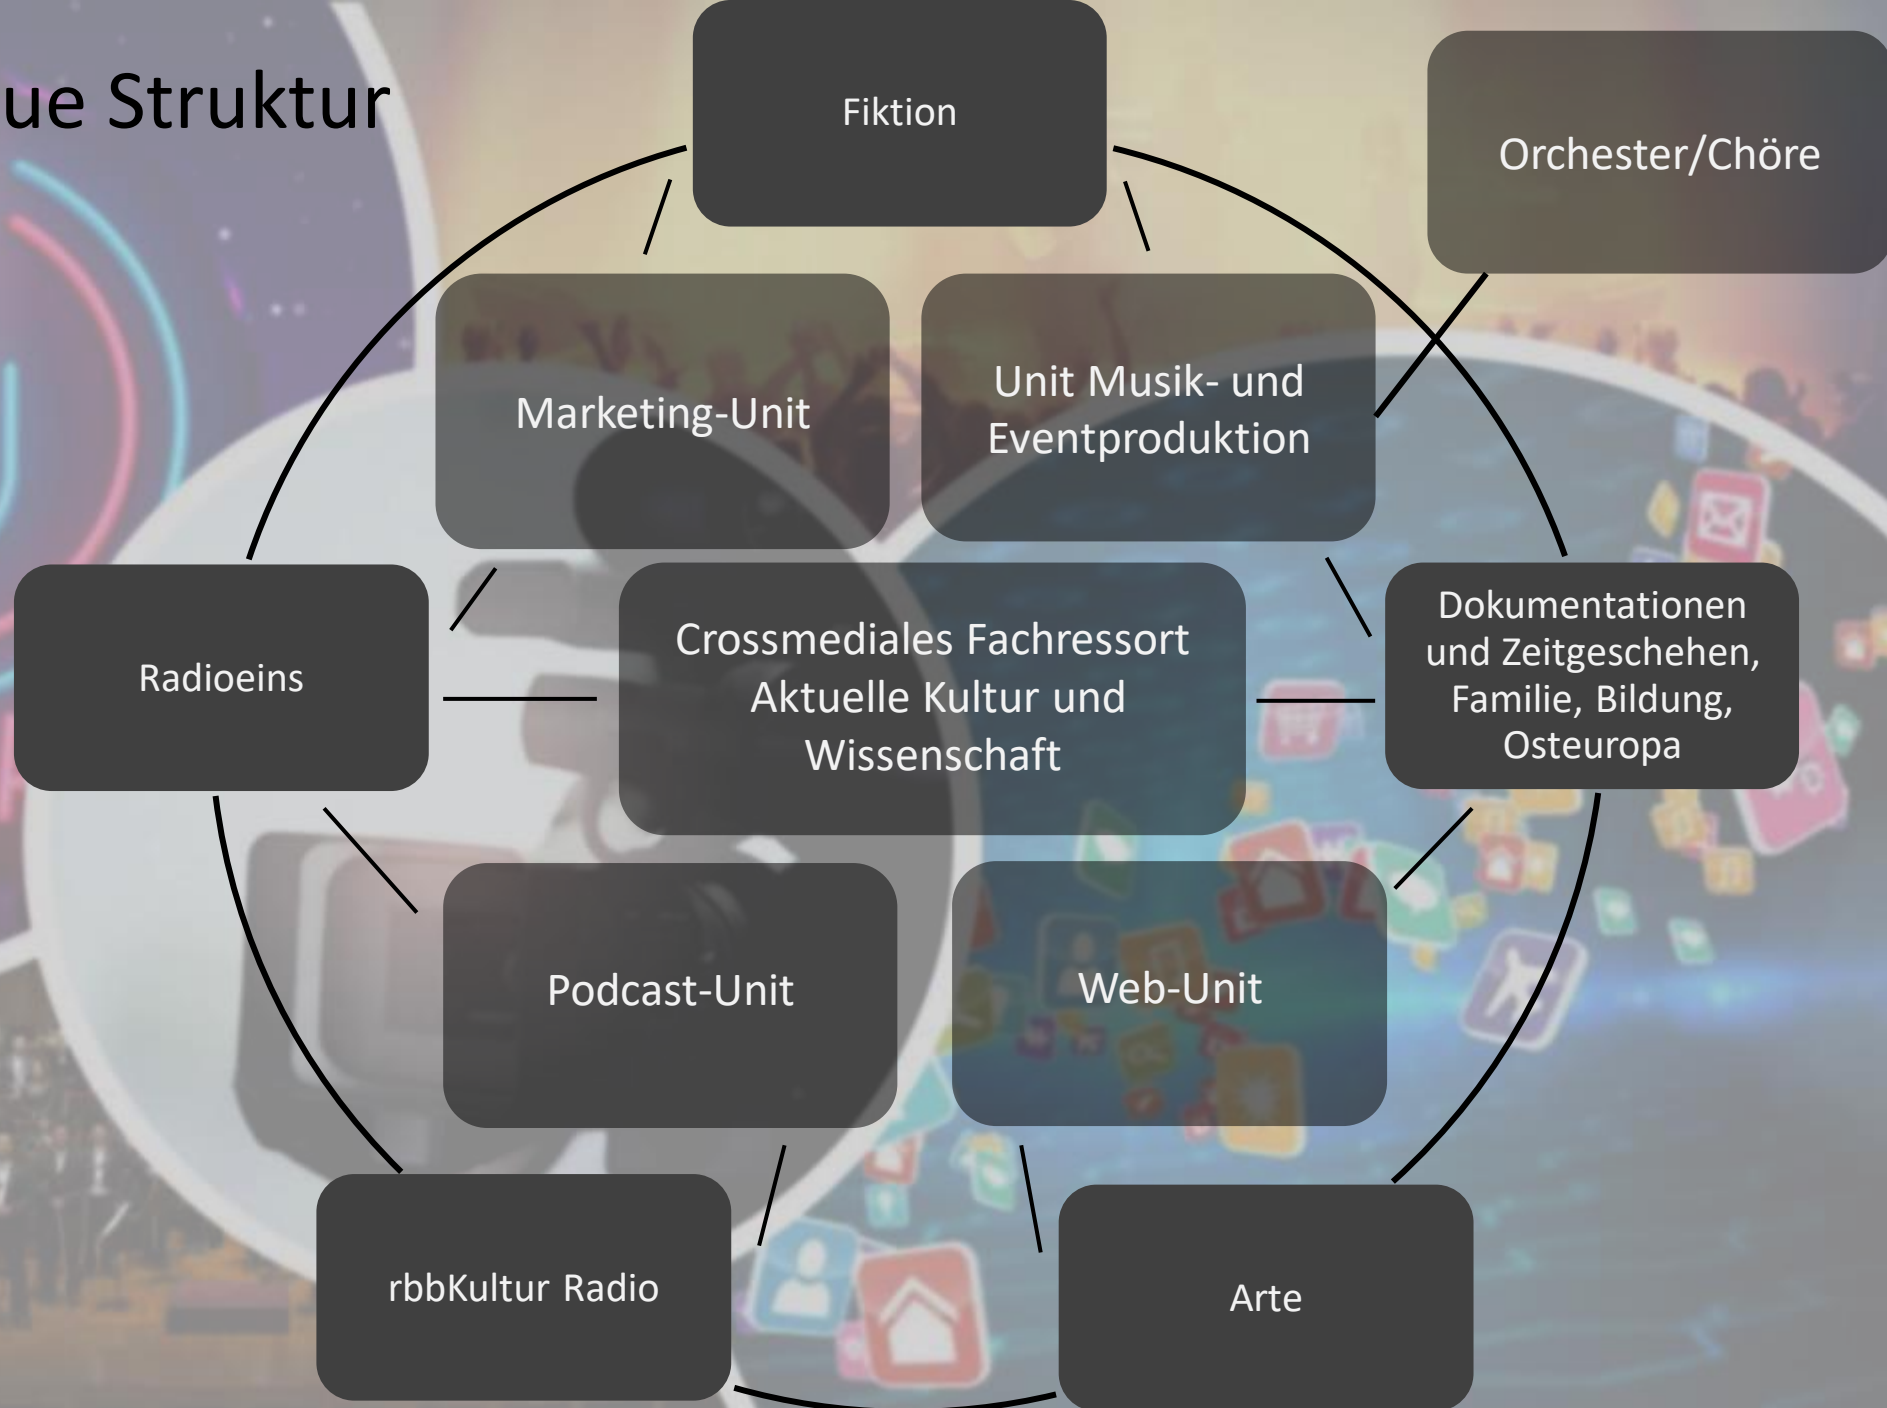 ue Struktur
Fiktion
Orchester/Chöre
Marketing-Unit
Unit Musik- und
Eventproduktion
Radioeins
Crossmediales Fachressort
Aktuelle Kultur und
Wissenschaft
Dokumentationen
und Zeitgeschehen,
Familie, Bildung,
Osteuropa
Podcast-Unit
Web-Unit
rbbKultur Radio
Arte